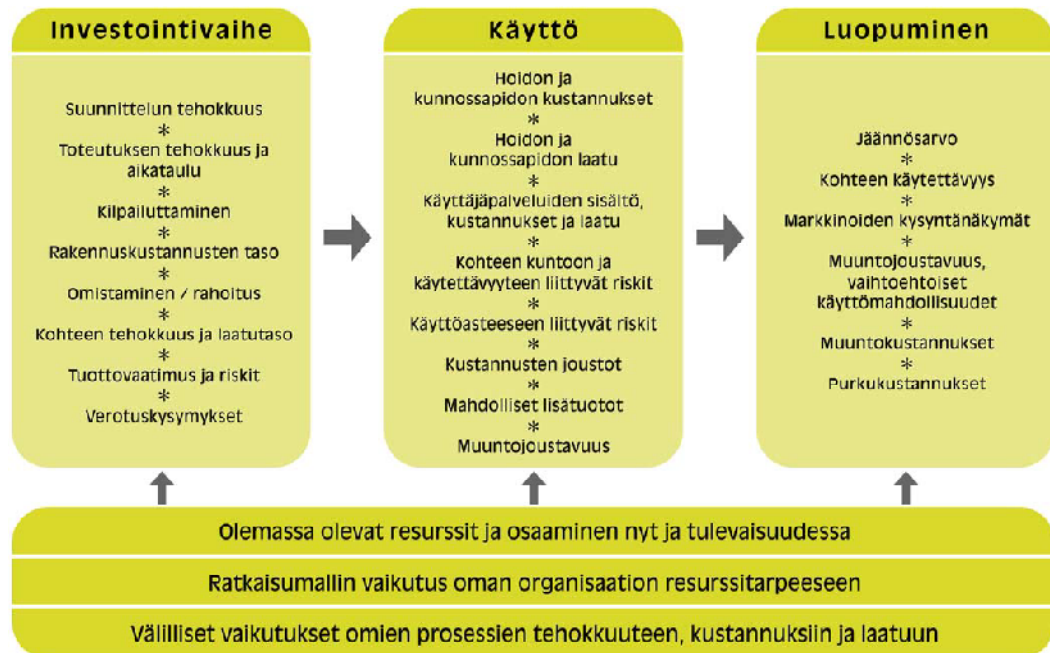 Investointivaihe
Suunnittelun tehokkuus
*
Toteutuksen tehokkuus ja
aikataulu
*
Kilpailuttaminen
*
Rakennuskustannusten taso
*
Omistaminen / rahoitus
*
Kohteen tehokkuus ja laatutaso
*
Tuottovaatimus ja riskit
*
Verotuskysymykset
Käyttö
Hoidon ja
kunnossapidon kustannukset
*
Hoidon ja
kunnossapidon laatu
*
Käyttäjäpalveluiden sisältö,
kustannukset ja laatu
*
Kohteen kuntoon ja
käytettävyyteen liittyvät riskit
*
Käyttöasteeseen liittyvät riskit
*
Kustannusten joustot
*
Mahdolliset lisätuotot
*
Muuntojoustavuus
Luopuminen
Jäännösarvo
*
Kohteen käytettävyys
*
Markkinoiden kysyntänäkymät
*
Muuntojoustavuus,
vaihtoehtoiset
käyttömahdollisuudet
*
Muuntokustannukset
*
Purkukustannukset
Olemassa olevat resurssit ja osaaminen nyt ja tulevaisuudessa
Ratkaisumallin vaikutus oman organisaation resurssitarpeeseen
Välilliset vaikutukset omien prosessien tehokkuuteen, kustannuksiin ja laatuun